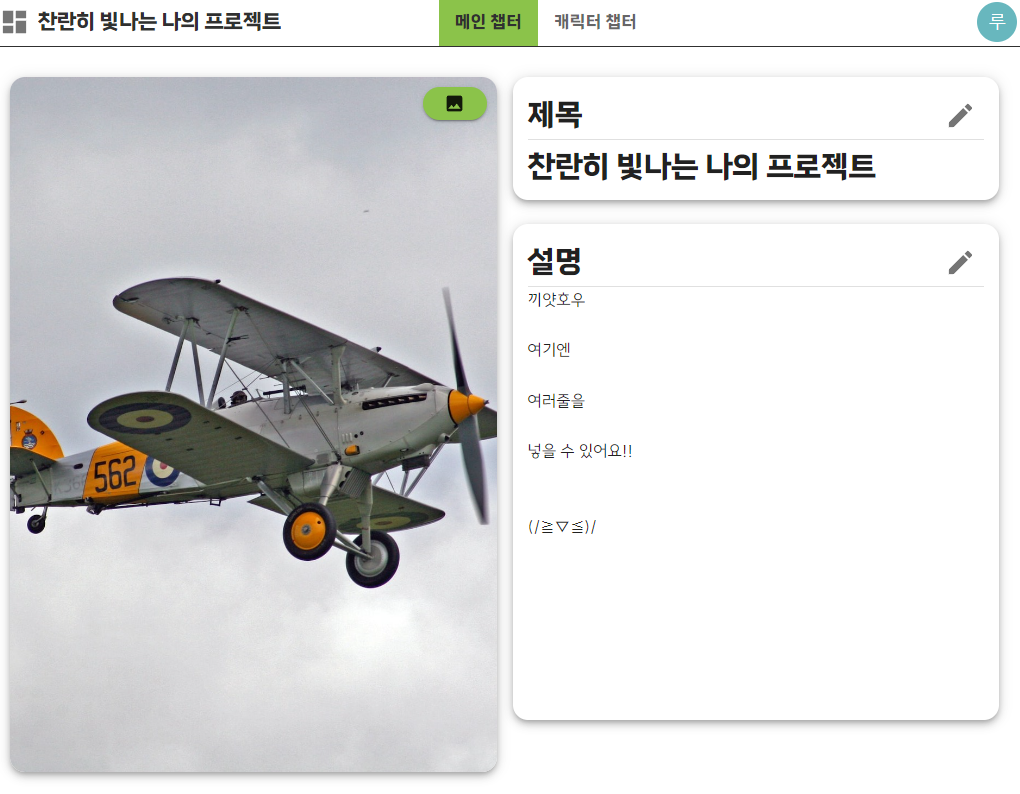 찬란히 빛나는 나의 프로젝트
메인 챕터
캐릭터 챕터
루
562
제목
찬란히 빛나는 나의 프로젝트
설명
끼얏호우
여기엔
여러줄을
넣을 수 있어요!!
(/≧▽≦)/